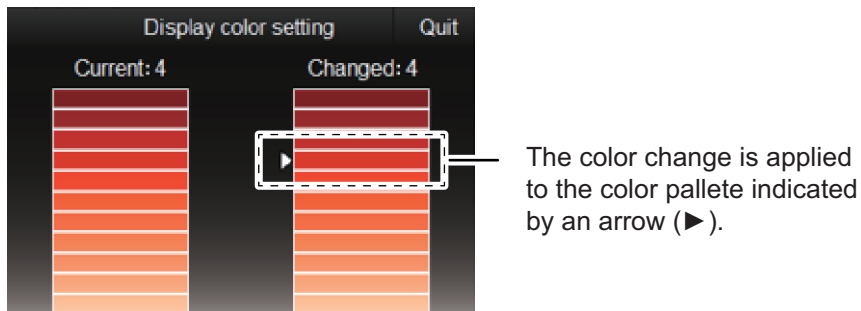 Display color setting Quit
Current: 4 Changed: 4
The color change is applied
to the color pallete indicated
by an arrow (►).